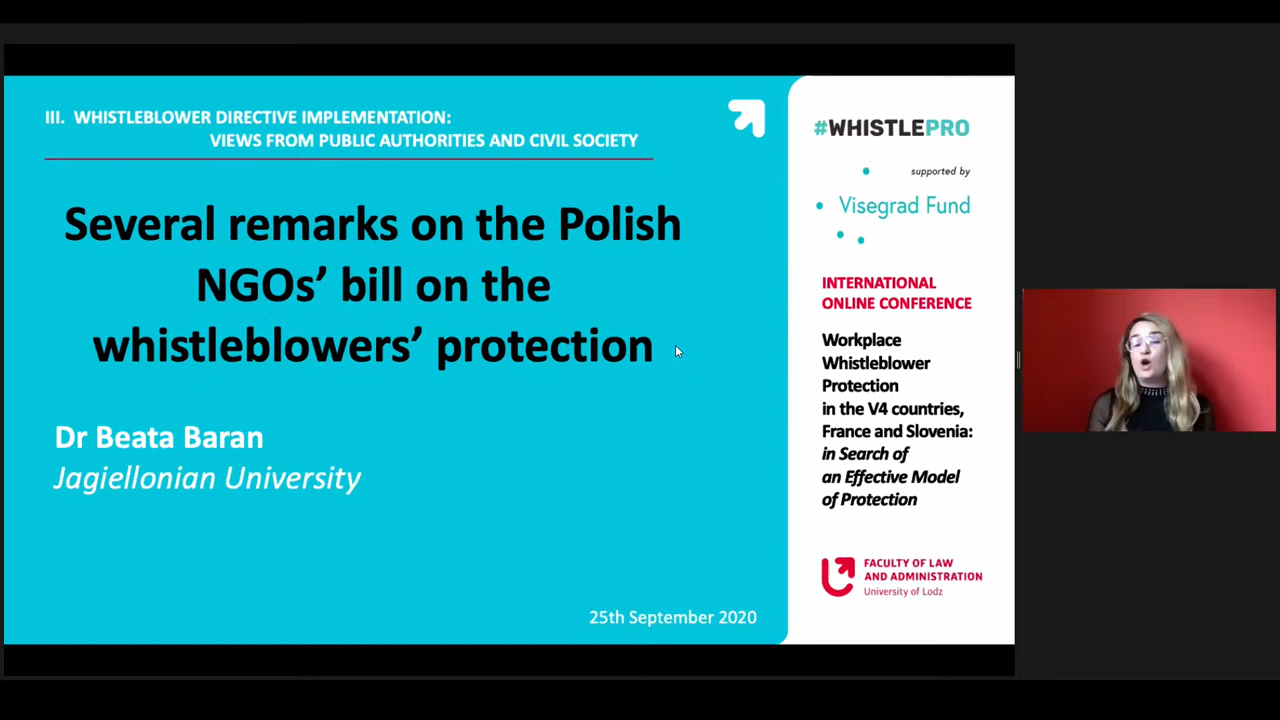 III. WHISTLEBLOWER DIRECTIVE IMPLEMENTATION:
VIEWS FROM PUBLIC AUTHORITIES AND CIVIL SOCIETY
Several remarks on the Polish
NGOs’ bill on the
whistleblowers’ protection
Dr Beata Baran
Jagiellonian University
25th September 2020
#WHISTLEPRO
supported by
Visegrad Fund
INTERNATIONAL
ONLINE CONFERENCE
Workplace
Whistleblower
Protection
in the V4 countries,
France and Slovenia:
in Search of
an Effective Model
of Protection
FACULTY OF LAW
AND ADMINISTRATION
University of Lodz